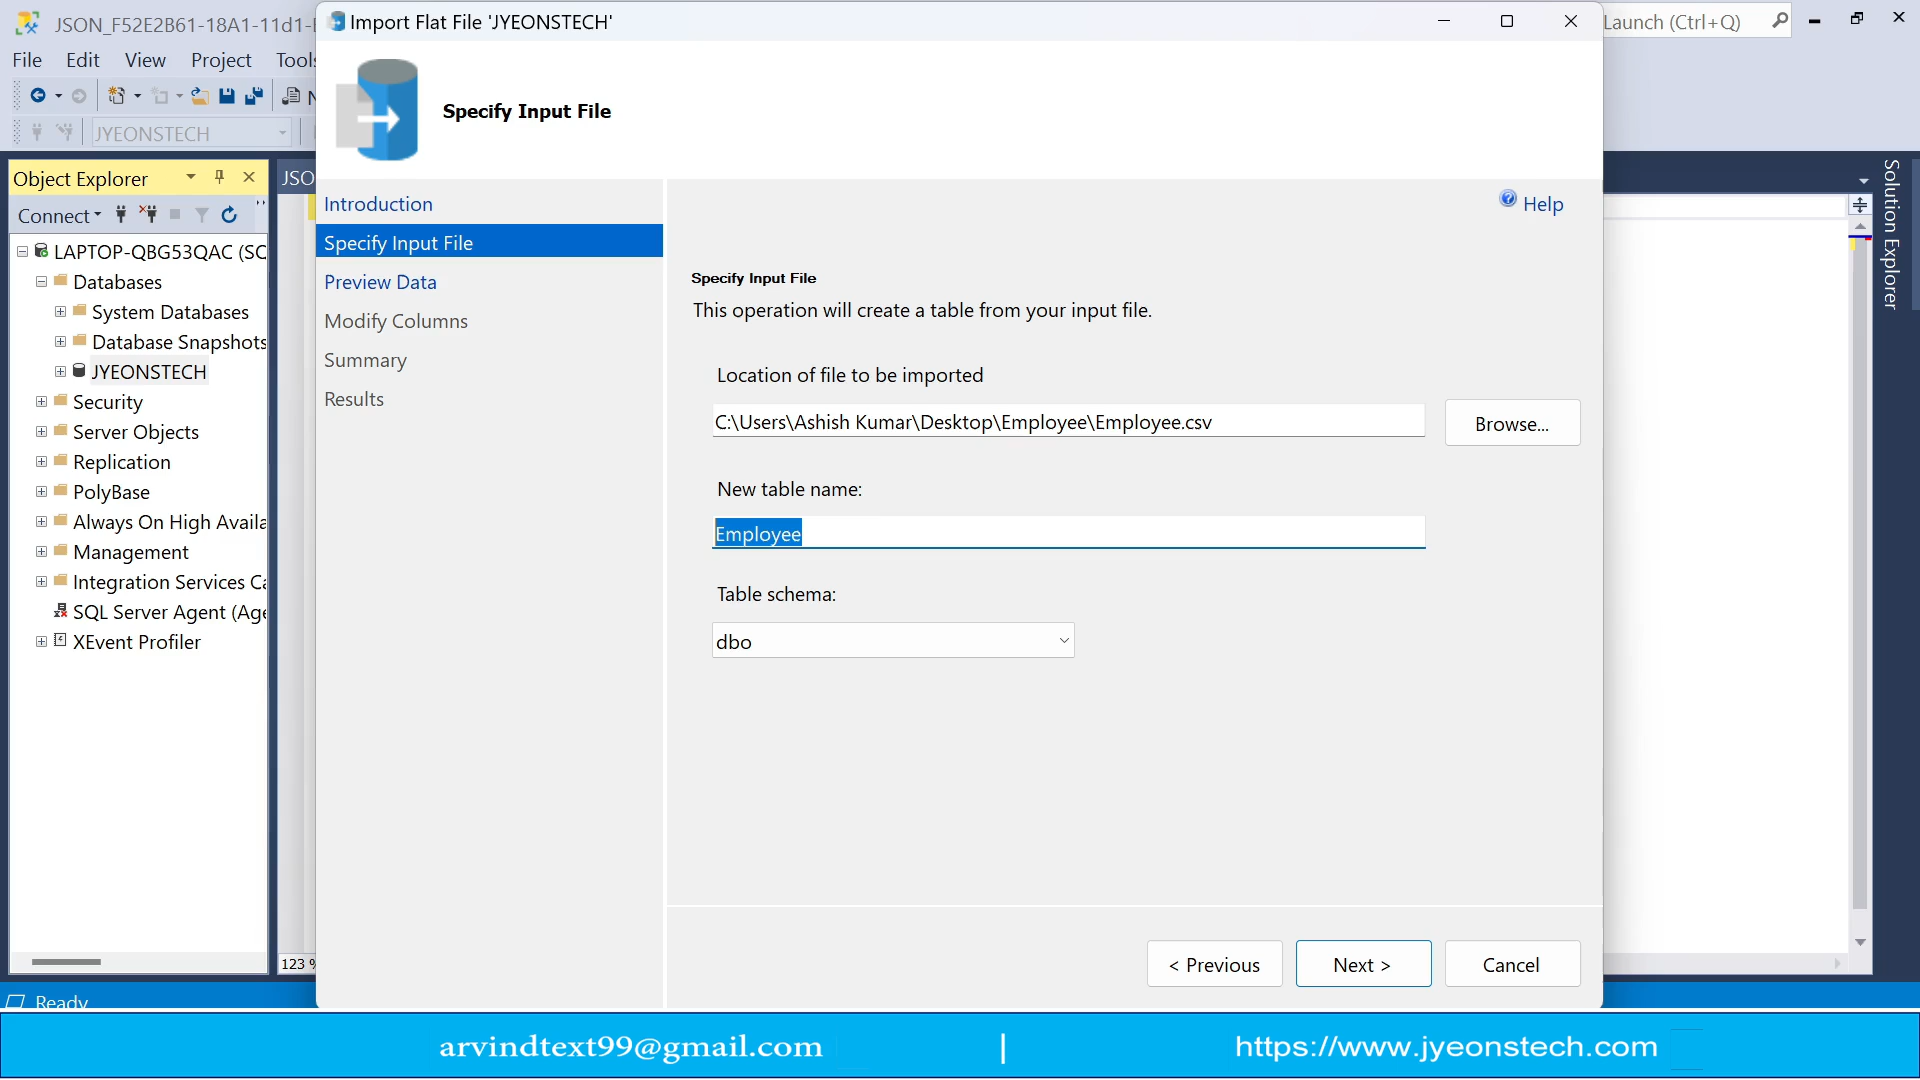 JSON_F52E2B61-18A1-11d1-
Import Flat File 'JYEONSTECH'
Launch (Ctrl+Q)
File Edit View Project Tools
JYEONSTECH
Specify Input File
Object Explorer
JSO
Connect
LAPTOP-QBG53QAC (SQ
Databases
System Databases
Database Snapshots
JYEONSTECH
Security
Server Objects
Replication
PolyBase
Always On High Availa
Management
Integration Services Ca
SQL Server Agent (Age
XEvent Profiler
Introduction
Specify Input File
Preview Data
Modify Columns
Summary
Results
Help
Specify Input File
This operation will create a table from your input file.
Location of file to be imported
C:\Users\Ashish Kumar\Desktop\Employee\Employee.csv
Browse...
New table name:
Employee
Table schema:
dbo
< Previous
Next >
Cancel
Solution Explorer
123 %
Ready
arvindtext99@gmail.com | https://www.jyeonstech.com